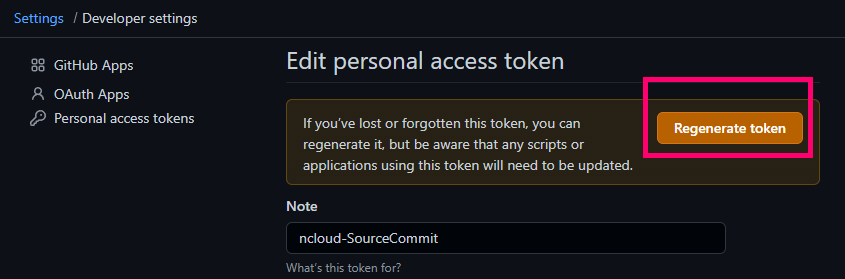 Settings / Developer settings
GitHub Apps
OAuth Apps
Personal access tokens
Edit personal access token
If you've lost or forgotten this token, you can
regenerate it, but be aware that any scripts or
applications using this token will need to be updated.
Regenerate token
Note
ncloud-SourceCommit
What's this token for?